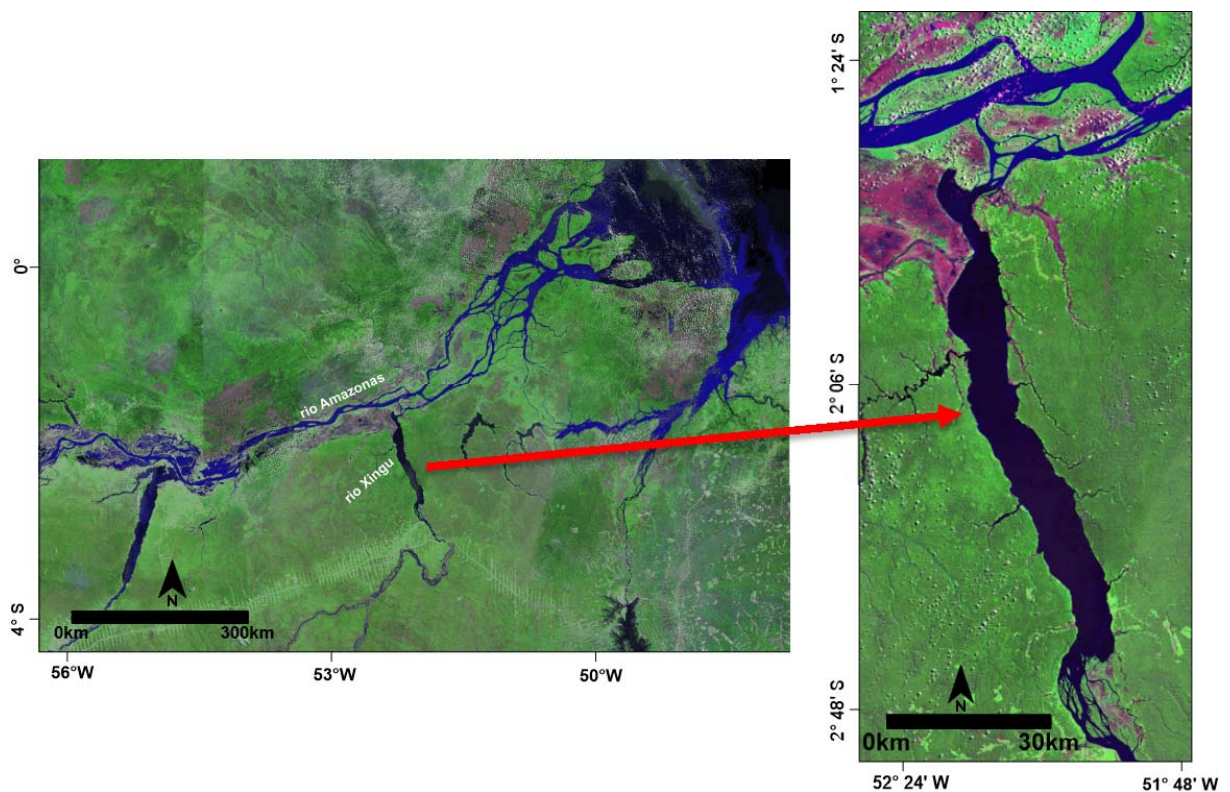 0°
4° S
rio Amazonas
rio Xingu
N
0km 300km
56°W 53°W 50°W
1° 24' S
2° 06' S
2° 48' S
N
0km 30km
52° 24' W 51° 48' W